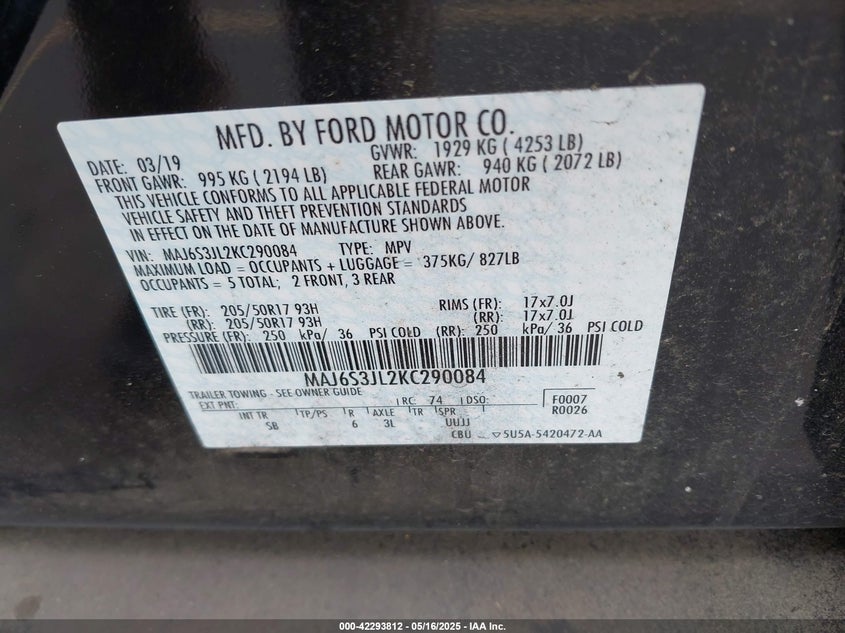 MFD. BY FORD MOTOR CO.
DATE: 03/19 GVWR: 1929 KG ( 4253 LB)
FRONT GAWR: 995 KG ( 2194 LB) REAR GAWR: 940 KG ( 2072 LB)
THIS VEHICLE CONFORMS TO ALL APPLICABLE FEDERAL MOTOR
VEHICLE SAFETY AND THEFT PREVENTION STANDARDS
IN EFFECT ON THE DATE OF MANUFACTURE SHOWN ABOVE.
VIN: MAJ6S3JL2KC290084 TYPE: MPV
MAXIMUM LOAD = OCCUPANTS + LUGGAGE = 375KG/ 827LB
OCCUPANTS = 5 TOTAL; 2 FRONT, 3 REAR
TIRE (FR): 205/50R17 93H RIMS (FR): 17x7.0J
(RR): 205/50R17 93H (RR): 17x7.0J
PRESSURE (FR): 250 kPa/ 36 PSI COLD (RR): 250 kPa/ 36 PSI COLD
MAJ6S3JL2KC290084
TRAILER TOWING - SEE OWNER GUIDE
EXT PNT: RC: 74 DSO: F0007
INT TR TP/PS R AXLE TR SPR R0026
SB 6 3L UUJJ
CBU 5U5A-5420472-AA
000-42293812 - 05/16/2025 - IAA Inc.